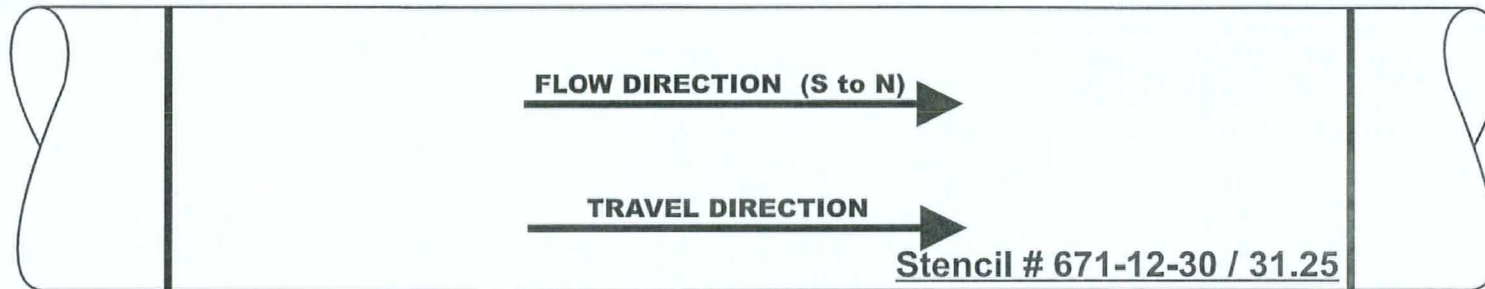 FLOW DIRECTION (S to N)
TRAVEL DIRECTION
Stencil # 671-12-30 / 31.25